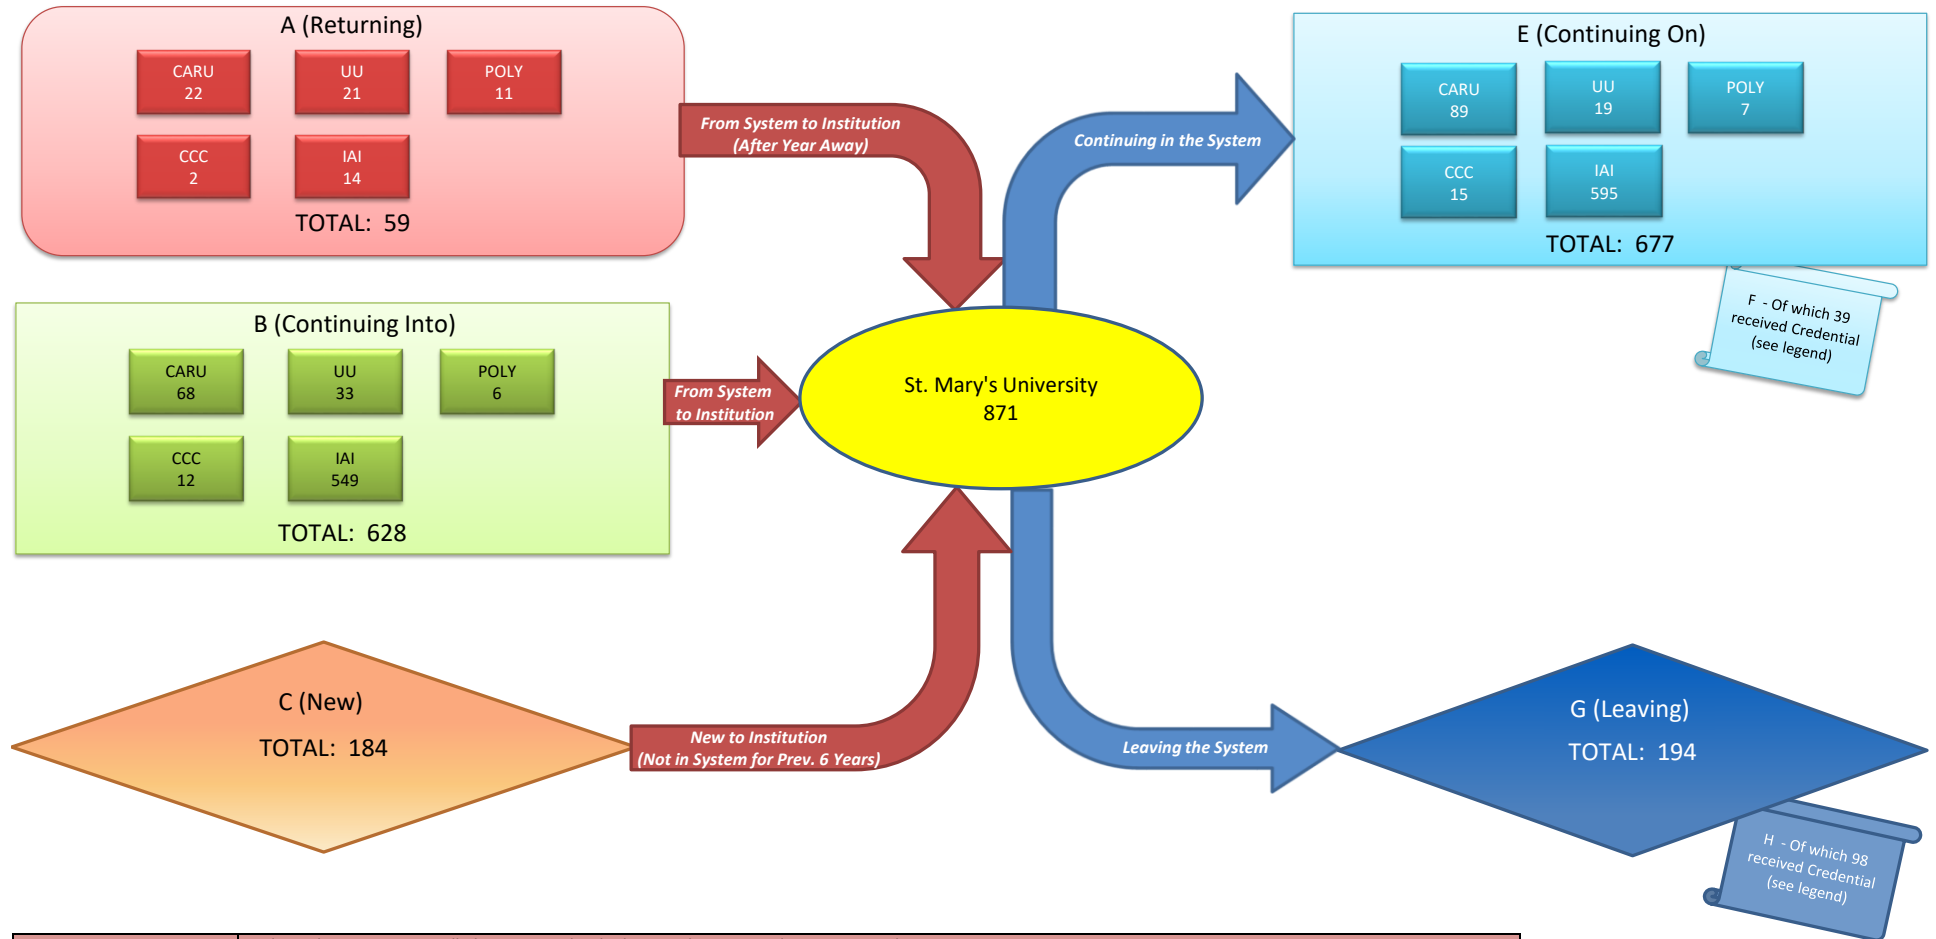 A (Returning)
CARU
22
UU
21
POLY
11
CCC
2
IAI
14
TOTAL: 59
From System to Institution
(After Year Away)
B (Continuing Into)
CARU
68
UU
33
POLY
6
CCC
12
IAI
549
TOTAL: 628
From System
to Institution
C (New)
TOTAL: 184
New to Institution
(Not in System for Prev. 6 Years)
St. Mary's University
871
Continuing in the System
E (Continuing On)
CARU
89
UU
19
POLY
7
CCC
15
IAI
595
TOTAL: 677
F - Of which 39
received Credential
(see legend)
Leaving the System
G (Leaving)
TOTAL: 194
H - Of which 98
received Credential
(see legend)